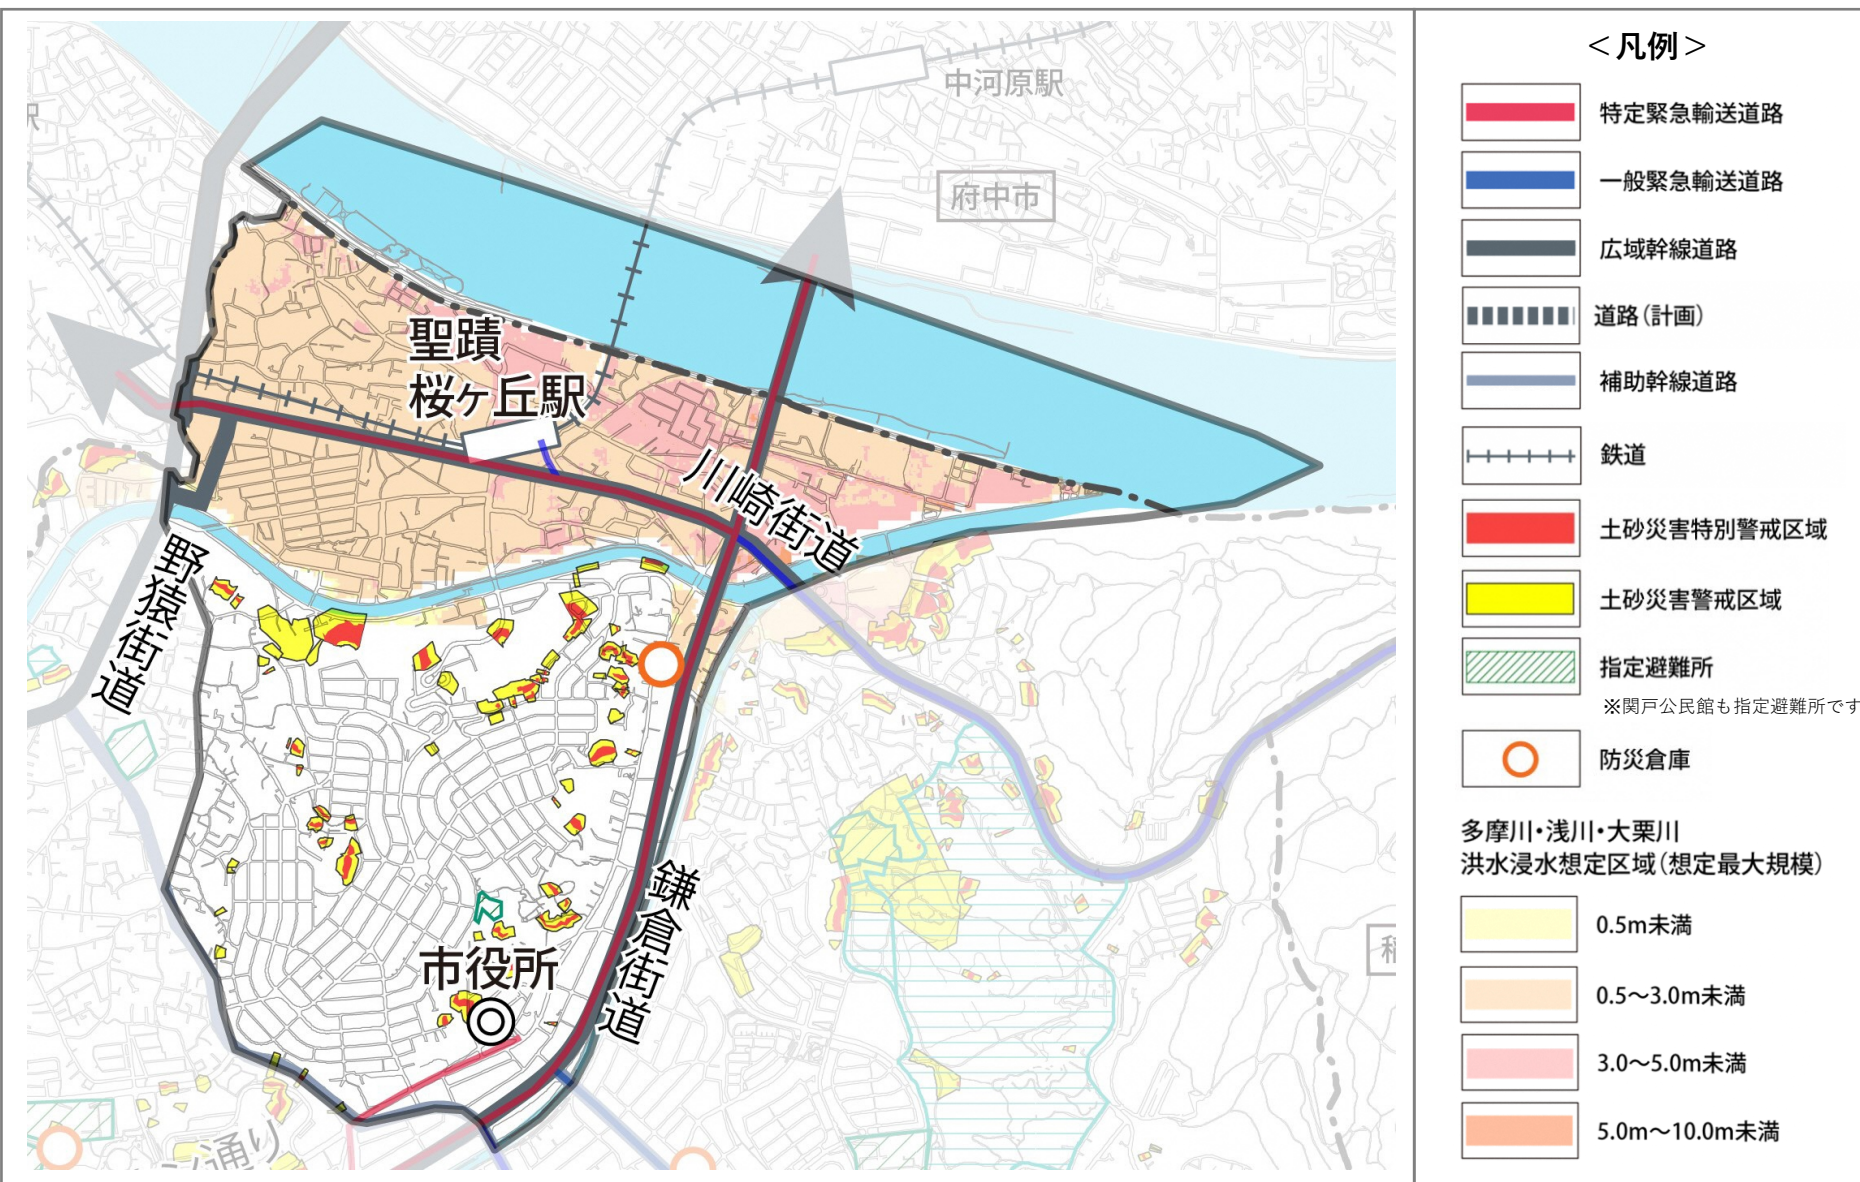 中河原駅
府中市
聖蹟
桜ヶ丘駅
川崎街道
野猿街道
鎌倉街道
市役所
通り
＜凡例＞
特定緊急輸送道路
一般緊急輸送道路
広域幹線道路
道路（計画）
補助幹線道路
鉄道
土砂災害特別警戒区域
土砂災害警戒区域
指定避難所
※関戸公民館も指定避難所です
防災倉庫
多摩川・浅川・大栗川
洪水浸水想定区域（想定最大規模）
0.5m未満
0.5～3.0m未満
3.0～5.0m未満
5.0m～10.0m未満